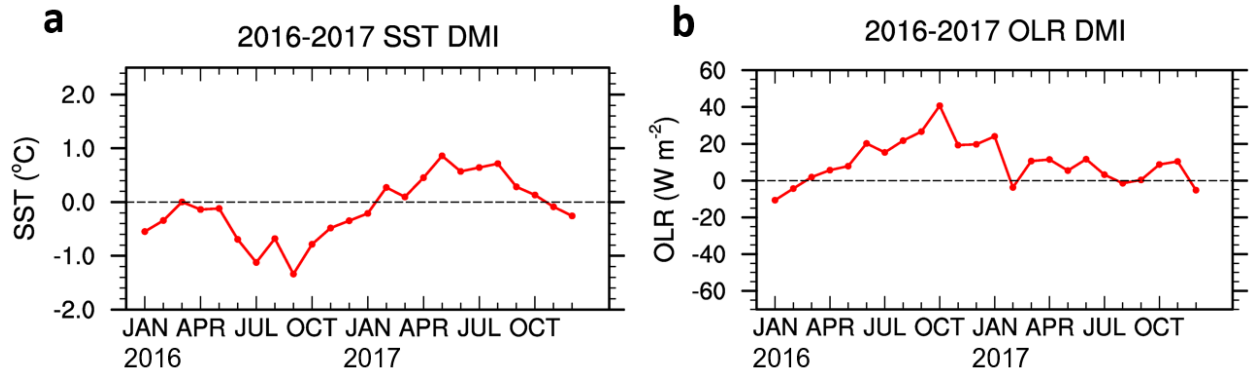 a
2016-2017 SST DMI
SST (ºC)
2.0
1.0
0.0
-1.0
-2.0
JAN APR JUL OCT JAN APR JUL OCT
2016 2017
b
2016-2017 OLR DMI
OLR (W m⁻²)
60
40
20
0
-20
-40
-60
JAN APR JUL OCT JAN APR JUL OCT
2016 2017